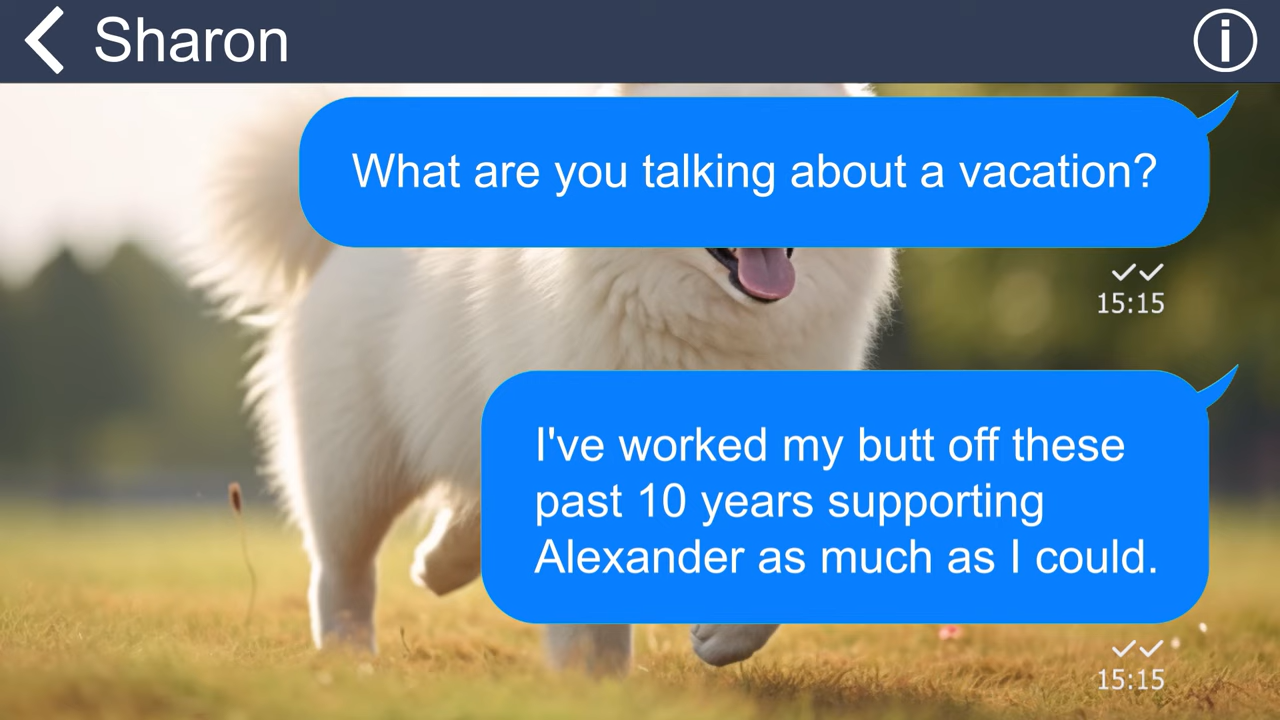 Sharon
What are you talking about a vacation?
15:15
I've worked my butt off these
past 10 years supporting
Alexander as much as I could.
15:15